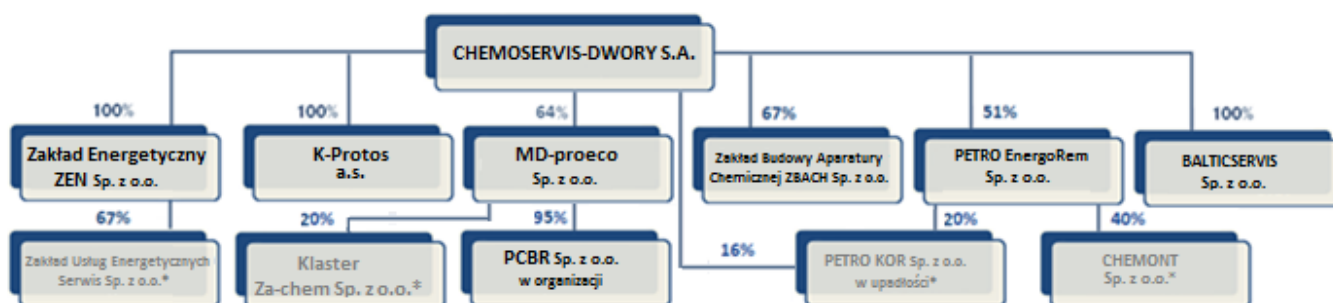 CHEMOSERVIS-DWORY S.A.
100%
100%
64%
67%
51%
100%
Zakład Energetyczny
ZEN Sp. z o.o.
K-Protos
a.s.
MD-proeco
Sp. z o.o.
Zakład Budowy Aparatury
Chemicznej ZBACH Sp. z o.o.
PETRO EnergoRem
Sp. z o.o.
BALTICSERVIS
Sp. z o.o.
67%
20%
95%
16%
20%
40%
Zakład Usług Energetycznych
Serwis Sp. z o.o.*
Klaster
Za-chem Sp. z o.o.‡
PCBR Sp. z o.o.
w organizacji
PETRO KOR Sp. z o.o.
w upadłości*
CHEMONT
Sp. z o.o.*